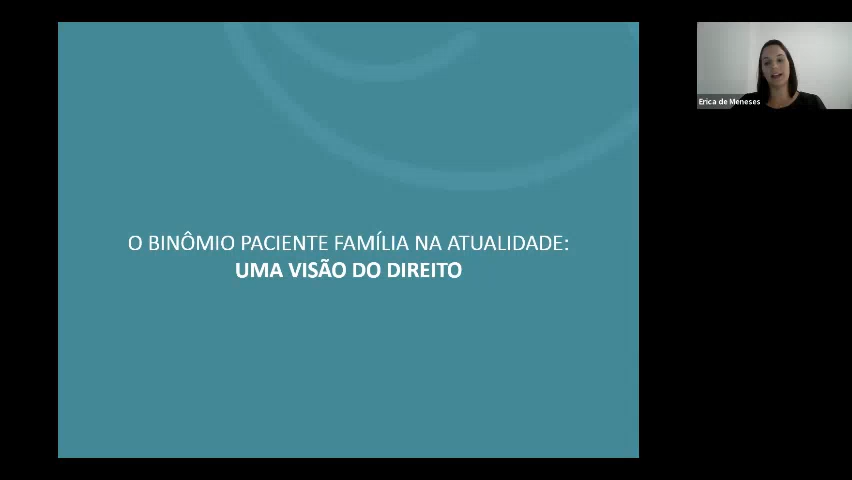 O BINÔMIO PACIENTE FAMÍLIA NA ATUALIDADE:
UMA VISÃO DO DIREITO
Erica de Meneses